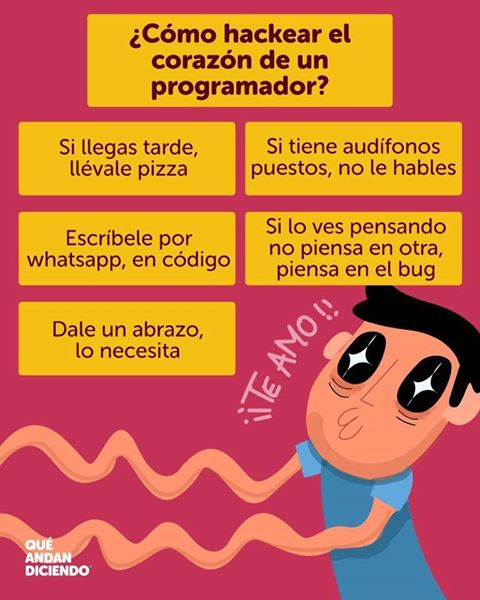 ¿Cómo hackear el
corazón de un
programador?
Si llegas tarde,
llévale pizza
Si tiene audífonos
puestos, no le hables
Escríbele por
whatsapp, en código
Si lo ves pensando
no piensa en otra,
piensa en el bug
Dale un abrazo,
lo necesita
¡¡TE AMO!!
QUÉ
ANDAN
DICIENDO